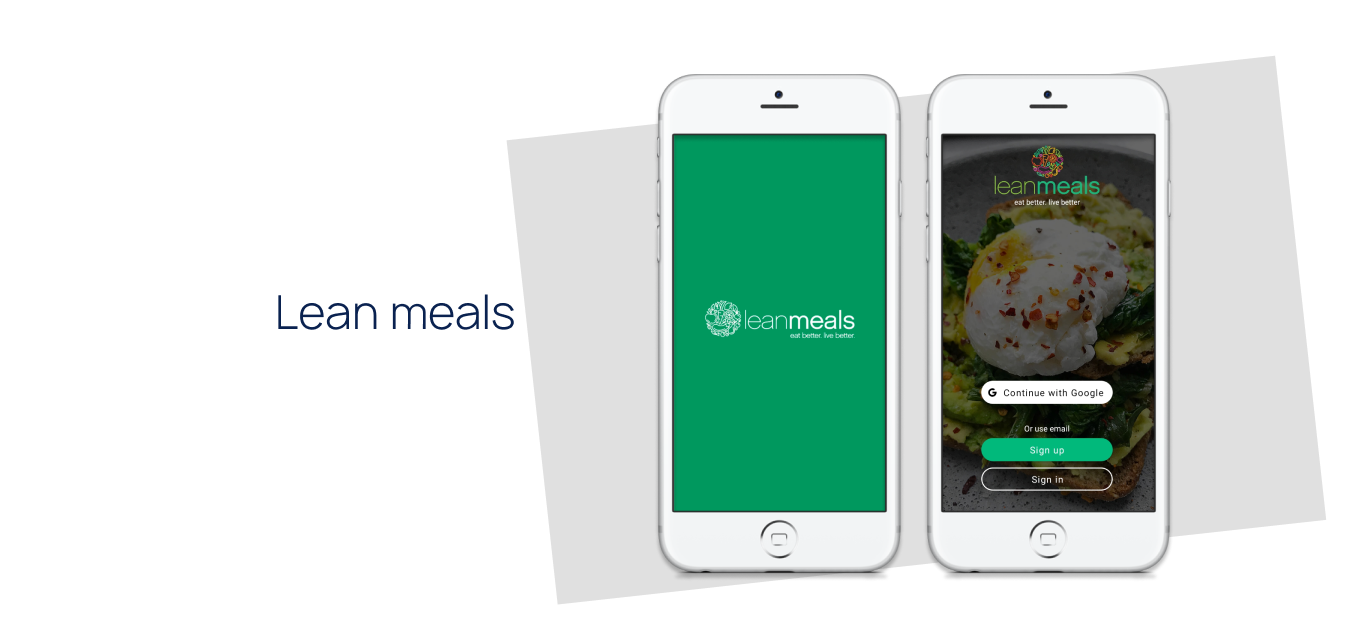 Lean meals
leanmeals
eat better. live better
leanmeals
eat better. live better
Continue with Google
Or use email
Sign up
Sign in